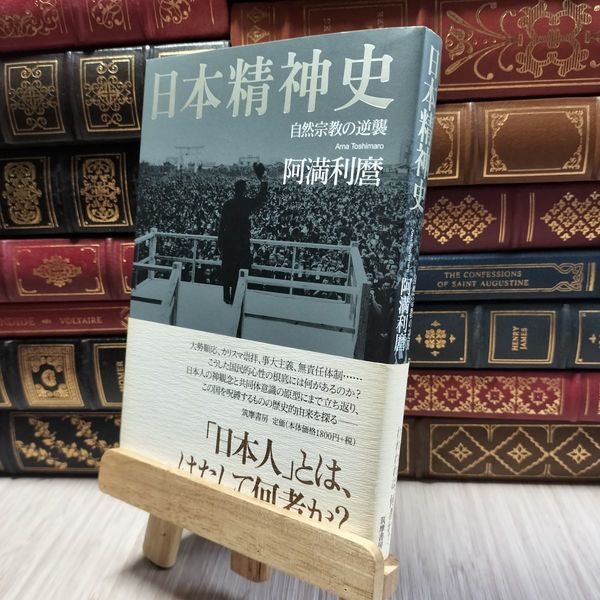 日本精神史
自然宗教の逆襲
Ama Toshimaro
阿満利麿
大勢順応、カリスマ崇拝、事大主義、無責任体制……
こうした国民的心性の根底には何があるのか?
日本人の神観念と共同体意識の原型にまで立ち返り、
この国を呪縛するものの歴史的由来を探る――
筑摩書房 定価(本体価格1800円+税)
「日本人」とは、
はたして何者か?
日本精神史
阿満利麿
筑摩書房
VOLTAIRE
THE CONFESSIONS
OF SAINT AUGUSTINE
HENRY
JAMES